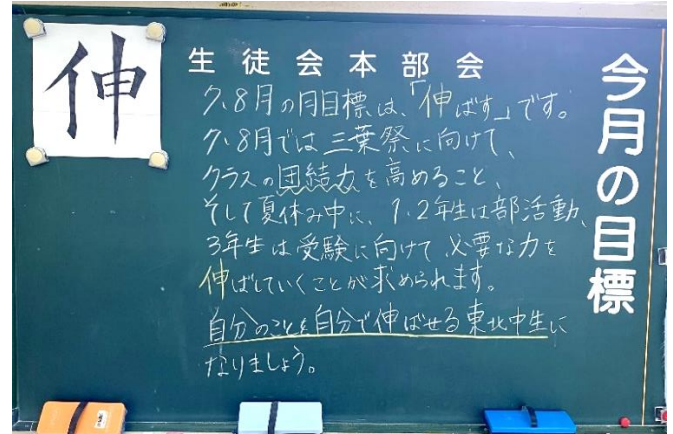 今月の目標
伸
生徒会本部会
7、8月の月目標は、「伸ばす」です。
7、8月では三葉祭に向けて、
クラスの団結力を高めること、
そして夏休み中に、1、2年生は部活動、
3年生は受験に向けて必要な力を
伸ばしていくことが求められます。
自分のことを自分で伸ばせる東北中生に
なりましょう。